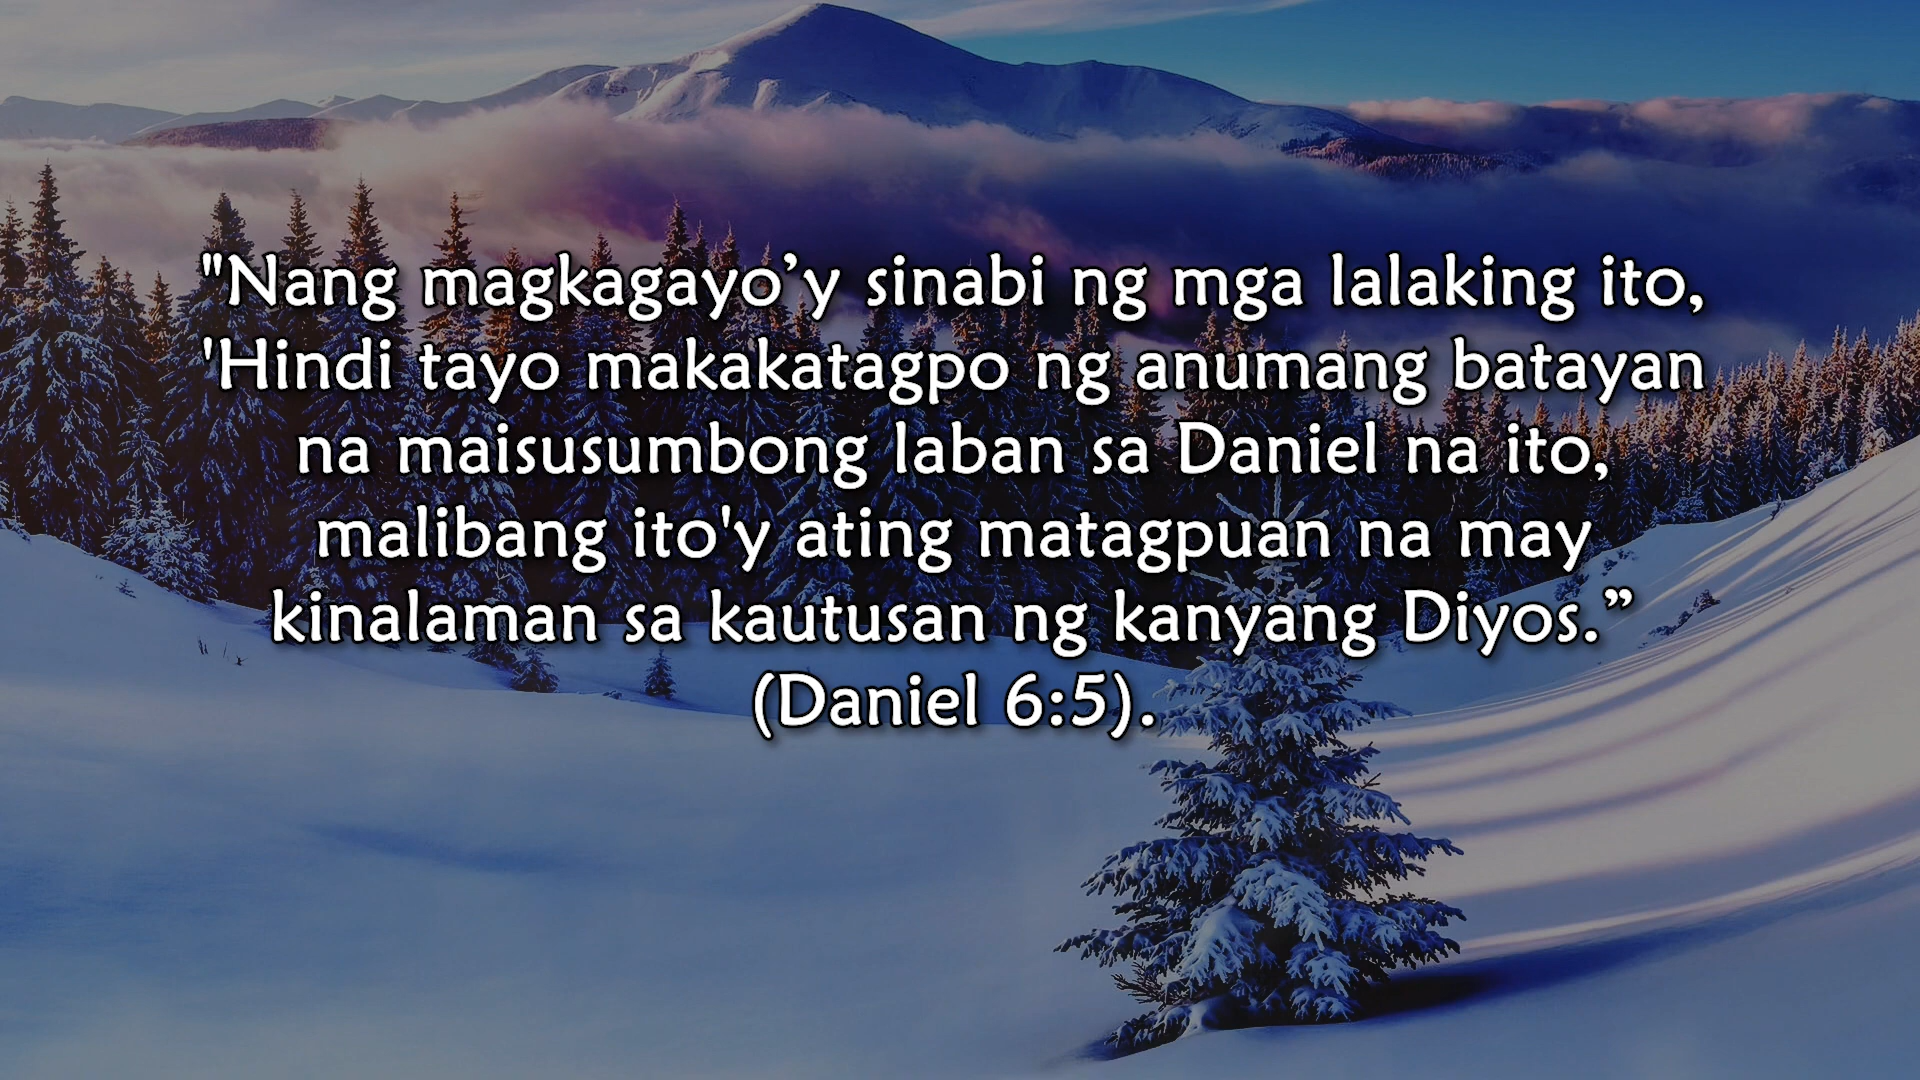 "Nang magkagayo’y sinabi ng mga lalaking ito,
'Hindi tayo makakatagpo ng anumang batayan
na maisusumbong laban sa Daniel na ito,
malibang ito'y ating matagpuan na may
kinalaman sa kautusan ng kanyang Diyos.”
(Daniel 6:5).